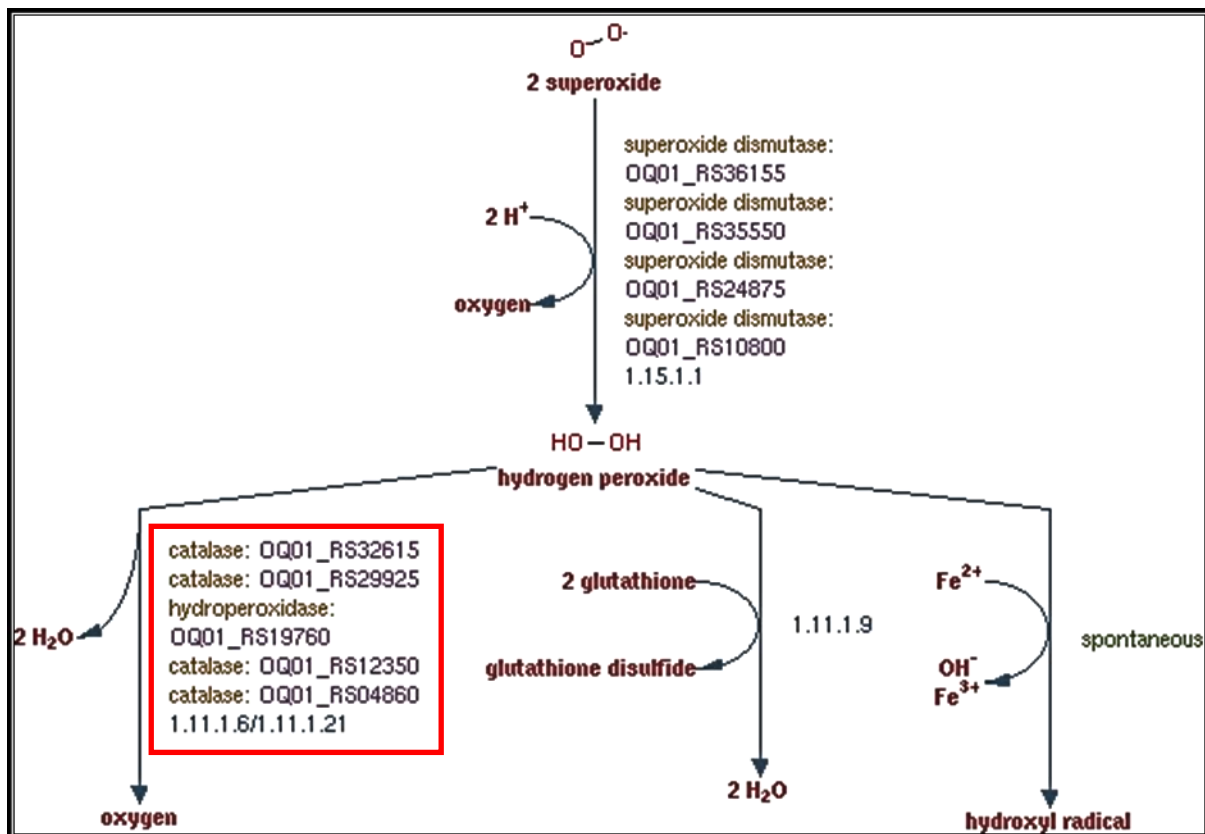 O-O-
2 superoxide
superoxide dismutase:
OQ01_RS36155
superoxide dismutase:
OQ01_RS35550
superoxide dismutase:
OQ01_RS24875
superoxide dismutase:
OQ01_RS10800
1.15.1.1
2 H⁺
oxygen
HO–OH
hydrogen peroxide
catalase: OQ01_RS32615
catalase: OQ01_RS29925
hydroperoxidase:
OQ01_RS19760
catalase: OQ01_RS12350
catalase: OQ01_RS04860
1.11.1.6/1.11.1.21
2 H₂O
oxygen
2 glutathione
1.11.1.9
glutathione disulfide
2 H₂O
Fe²⁺
spontaneous
OH⁻
Fe³⁺
hydroxyl radical